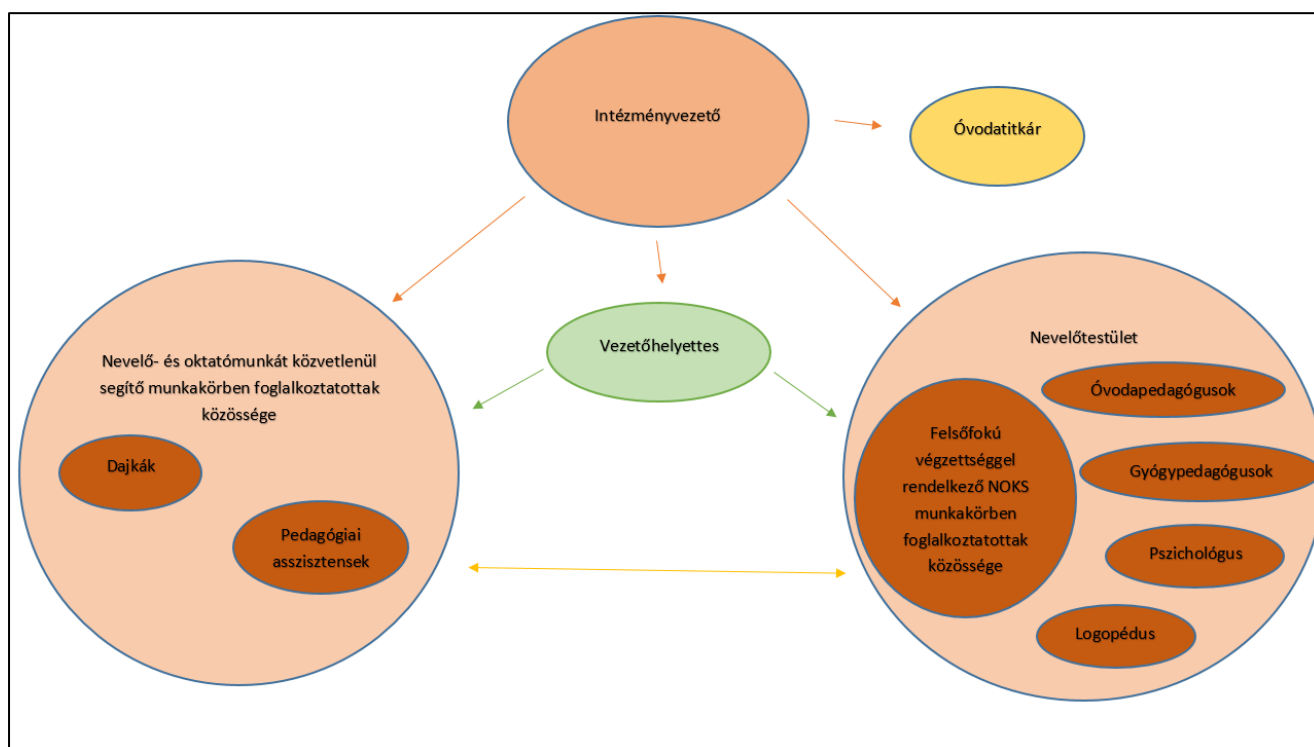 Intézményvezető
Óvodatitkár
Vezetőhelyettes
Nevelő- és oktatómunkát közvetlenül
segítő munkakörben foglalkoztatottak
közössége
Dajkák
Pedagógiai
asszisztensek
Nevelőtestület
Felsőfokú
végzettséggel
rendelkező NOKS
munkakörben
foglalkoztatottak
közössége
Óvodapedagógusok
Gyógypedagógusok
Pszichológus
Logopédus